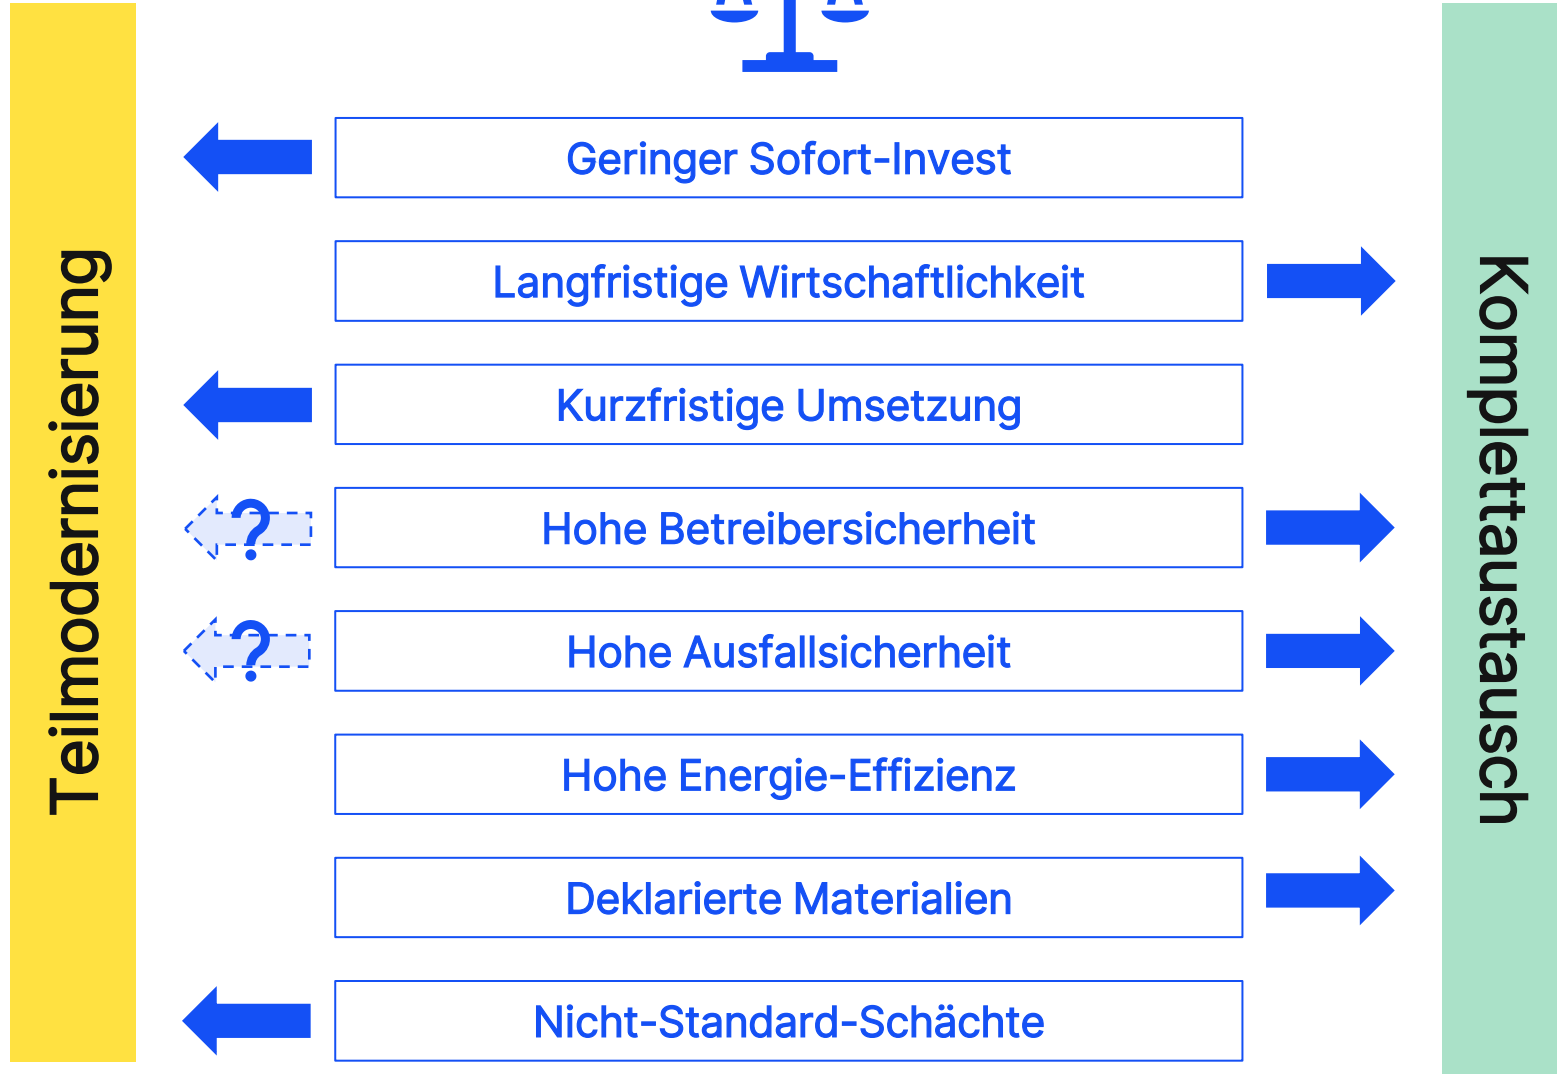 Teilmodernisierung
Geringer Sofort-Invest
Langfristige Wirtschaftlichkeit
Kurzfristige Umsetzung
?
Hohe Betreibersicherheit
?
Hohe Ausfallsicherheit
Hohe Energie-Effizienz
Deklarierte Materialien
Nicht-Standard-Schächte
Komplettaustausch